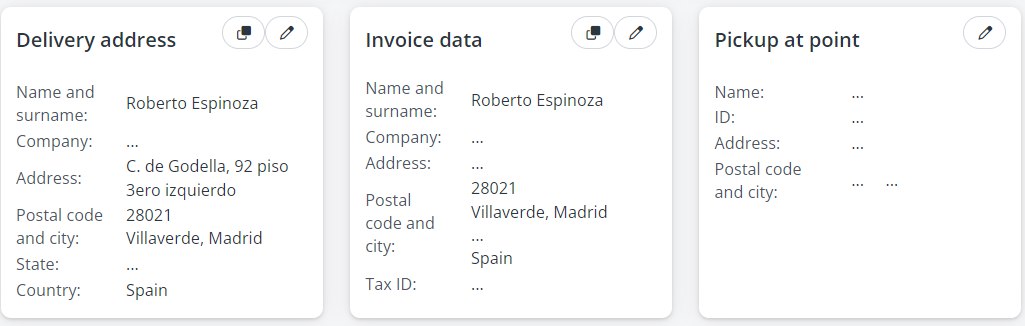 Delivery address
Name and surname: Roberto Espinoza
Company: ...
Address: C. de Godella, 92 piso
3ero izquierdo
Postal code and city: 28021
Villaverde, Madrid
State: ...
Country: Spain
Invoice data
Name and surname: Roberto Espinoza
Company: ...
Address: ...
Postal code and city: 28021
Villaverde, Madrid
...
Spain
Tax ID: ...
Pickup at point
Name: ...
ID: ...
Address: ...
Postal code and city: ... ...